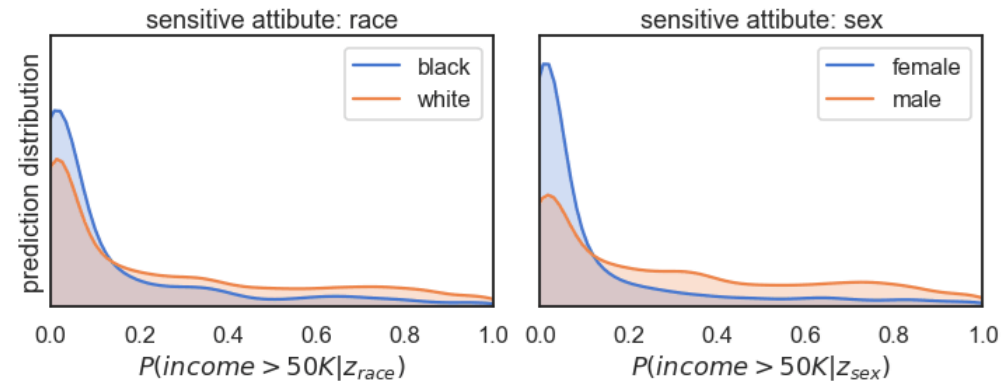 sensitive attibute: race
prediction distribution
black
white
0.0 0.2 0.4 0.6 0.8 1.0
P(income > 50K|z_race)
sensitive attibute: sex
female
male
0.0 0.2 0.4 0.6 0.8 1.0
P(income > 50K|z_sex)